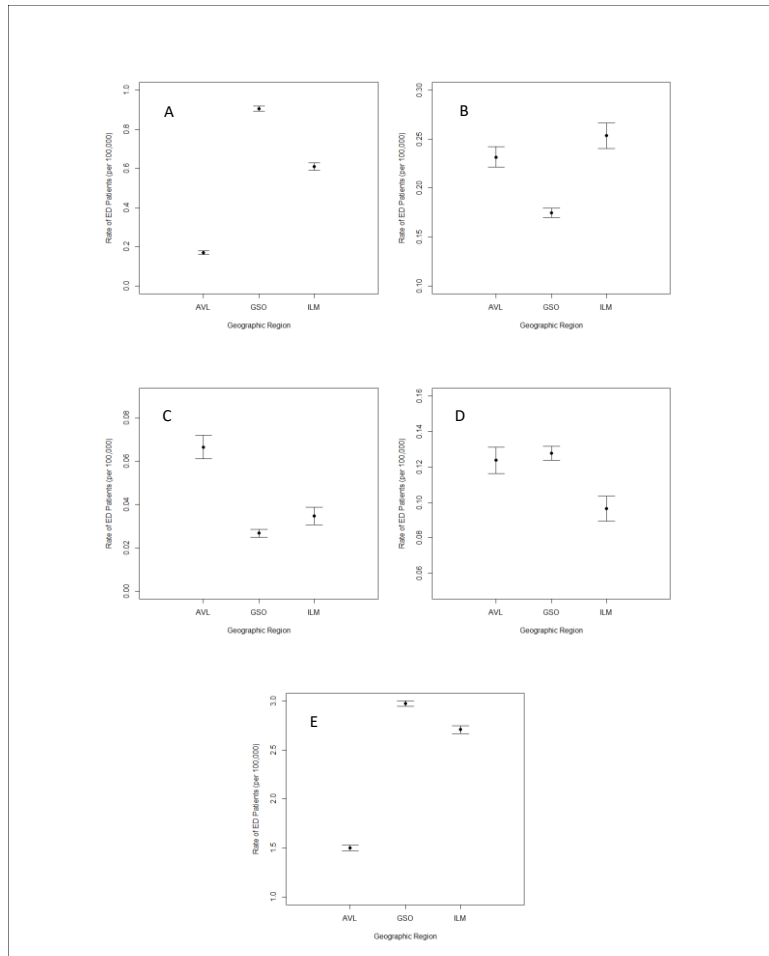 A
Rate of ED Patients (per 100,000)
1.0
0.8
0.6
0.4
0.2
0.0
AVL GSO ILM
Geographic Region
B
Rate of ED Patients (per 100,000)
0.30
0.25
0.20
0.15
0.10
AVL GSO ILM
Geographic Region
C
Rate of ED Patients (per 100,000)
0.08
0.06
0.04
0.02
0.00
AVL GSO ILM
Geographic Region
D
Rate of ED Patients (per 100,000)
0.16
0.14
0.12
0.10
0.08
0.06
AVL GSO ILM
Geographic Region
E
Rate of ED Patients (per 100,000)
3.0
2.5
2.0
1.5
1.0
AVL GSO ILM
Geographic Region